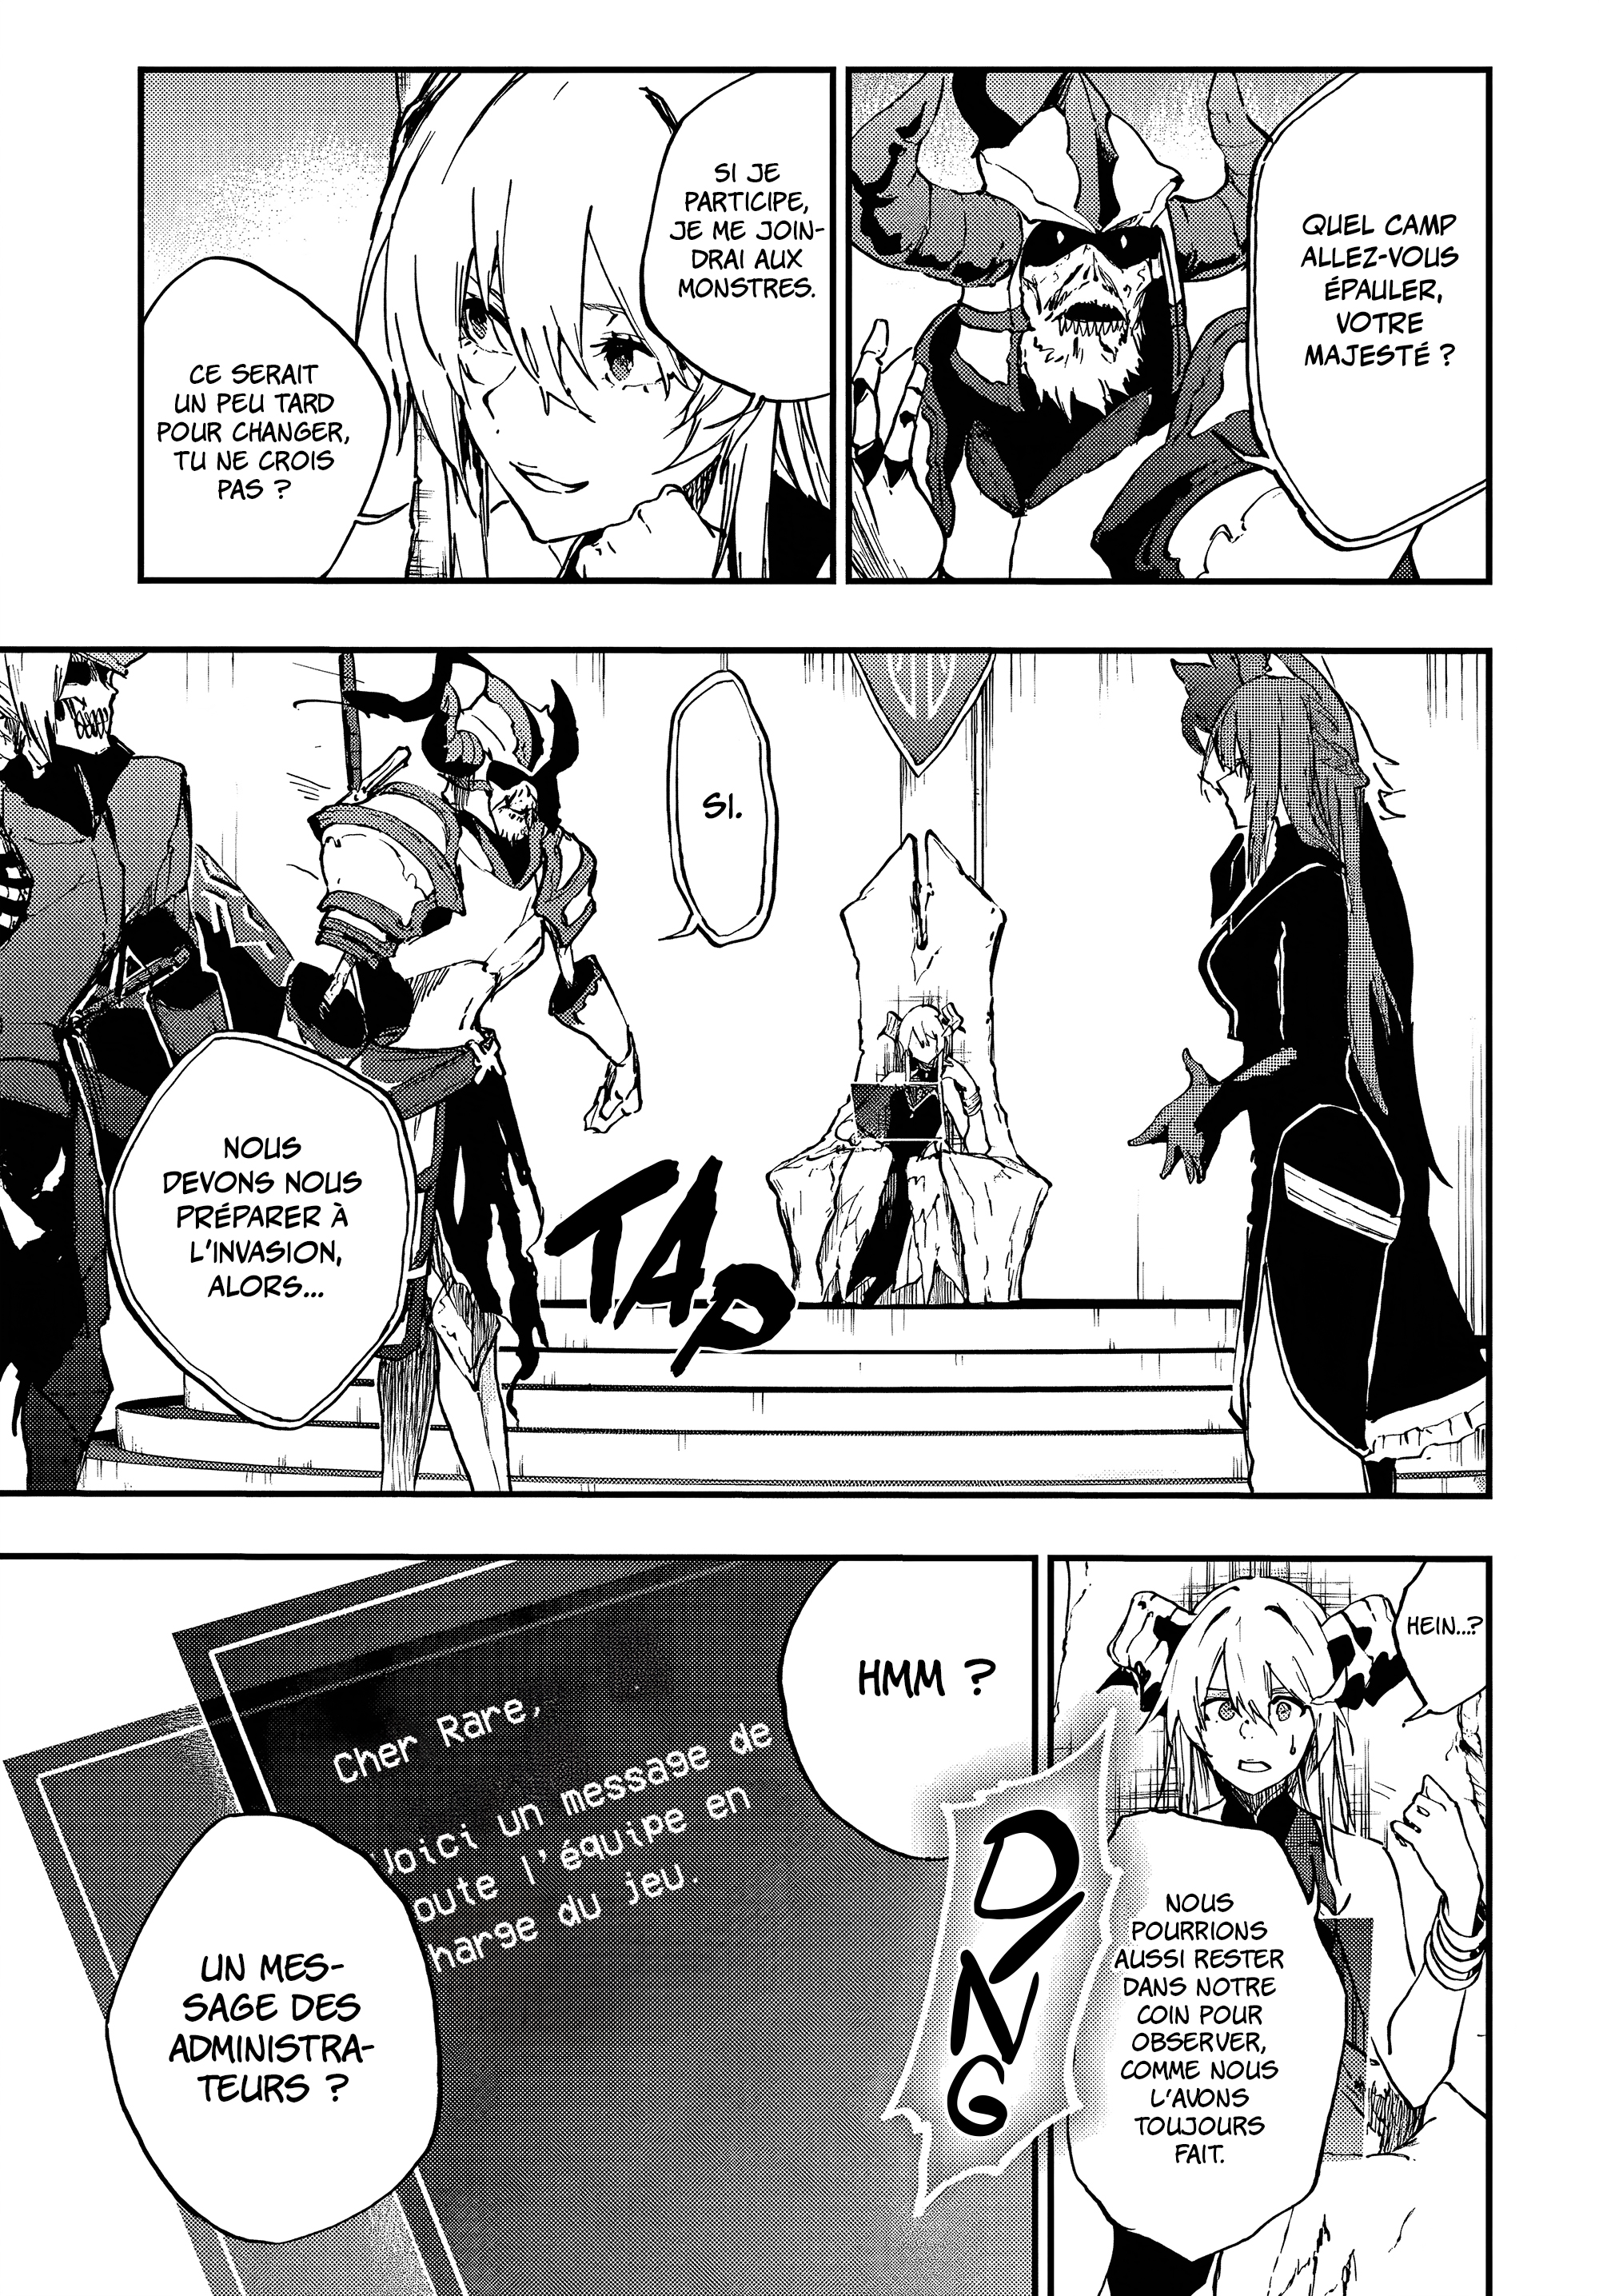 QUEL CAMP
ALLEZ-VOUS
ÉPAULER,
VOTRE
MAJESTÉ ?
SI JE
PARTICIPE,
JE ME JOIN-
DRAI AUX
MONSTRES.
CE SERAIT
UN PEU TARD
POUR CHANGER,
TU NE CROIS
PAS ?
SI.
TAP
NOUS
DEVONS NOUS
PRÉPARER À
L'INVASION,
ALORS...
HEIN...?
NOUS
POURRIONS
AUSSI RESTER
DANS NOTRE
COIN POUR
OBSERVER,
COMME NOUS
L'AVONS
TOUJOURS
FAIT.
DING
HMM ?
Cher Rare,
Voici un message de
oute l'équipe en
harge du jeu.
UN MES-
SAGE DES
ADMINISTRA-
TEURS ?